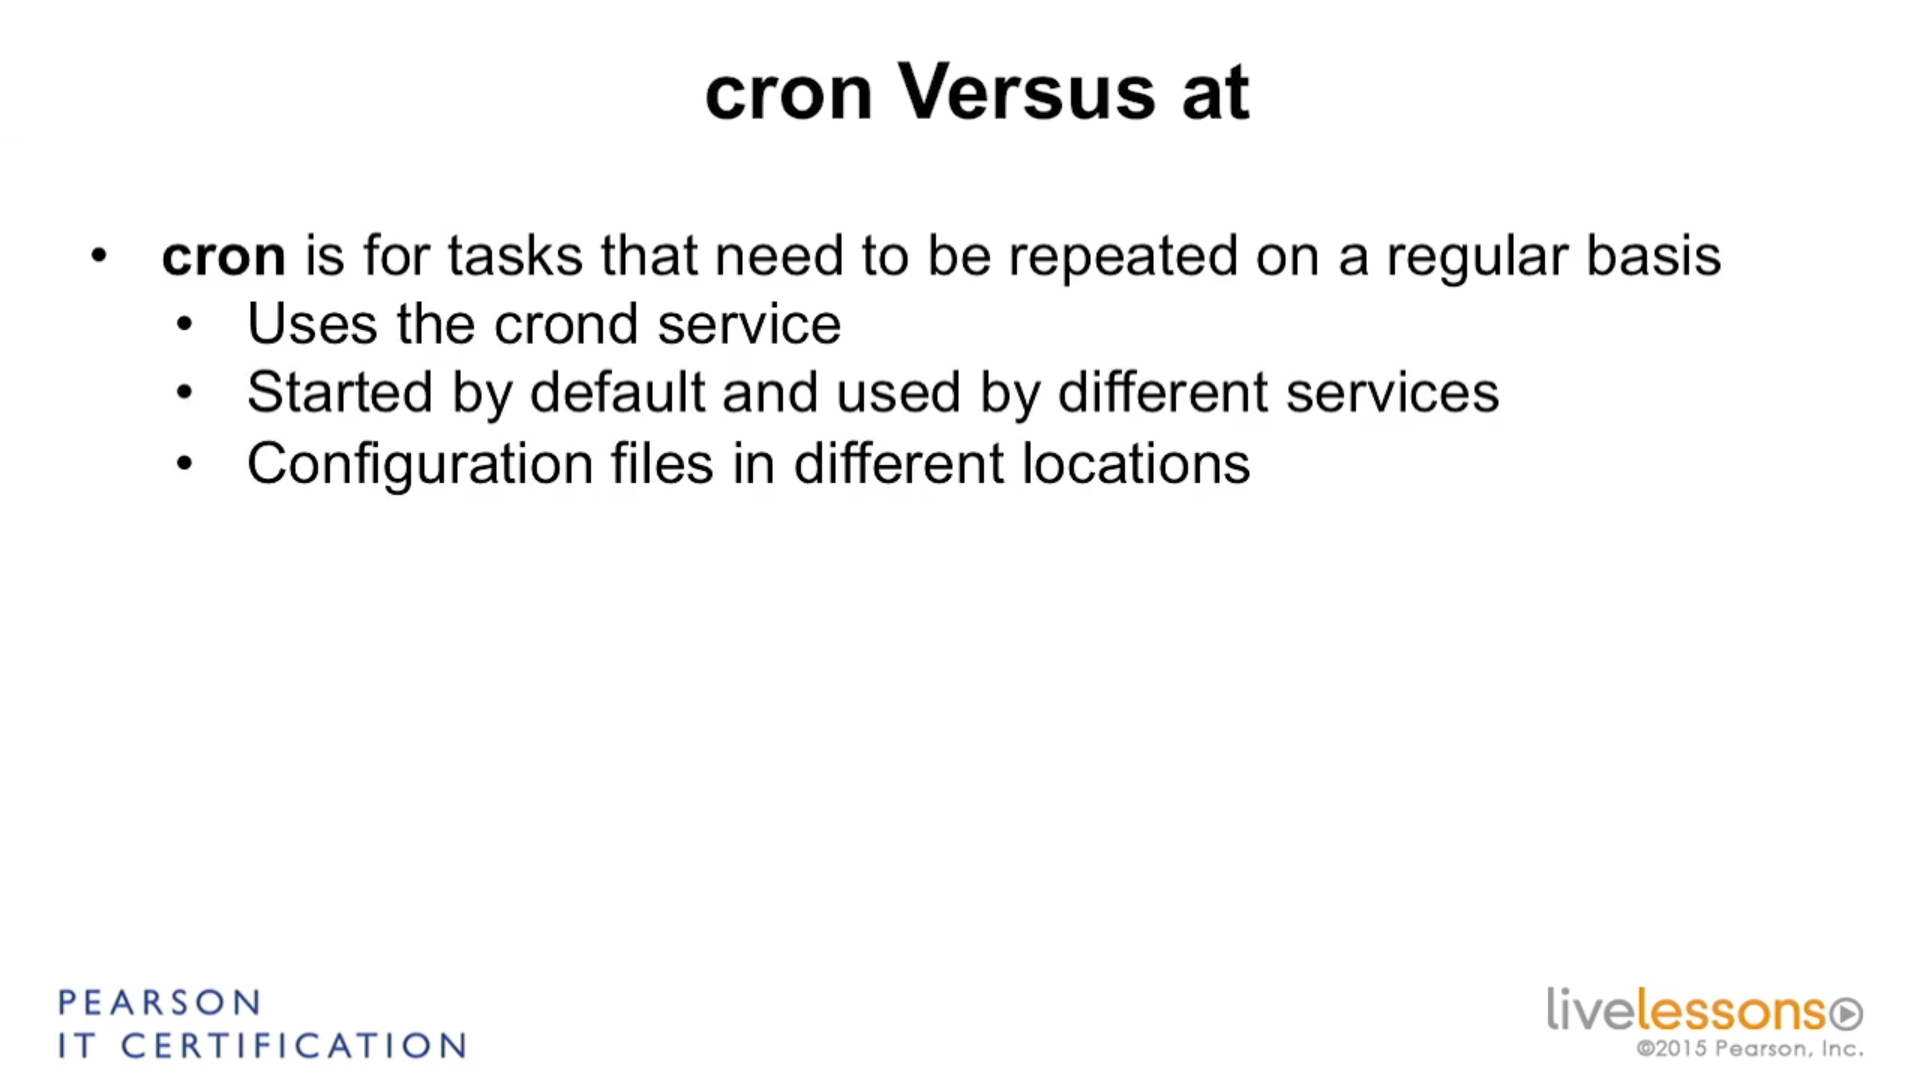 cron Versus at
• cron is for tasks that need to be repeated on a regular basis
• Uses the crond service
• Started by default and used by different services
• Configuration files in different locations
PEARSON
IT CERTIFICATION
livelessons
©2015 Pearson, Inc.